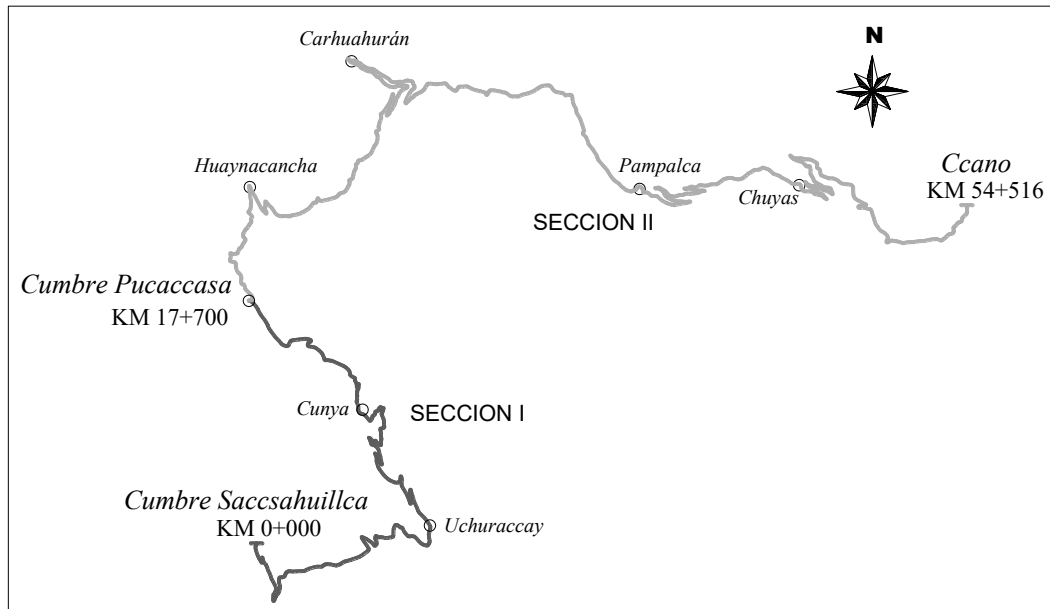 Carhuahurán
N
Huaynacancha
Pampalca
Ccano
KM 54+516
Chuyas
SECCION II
Cumbre Pucaccasa
KM 17+700
Cunya
SECCION I
Cumbre Saccsahuillca
KM 0+000
Uchuraccay